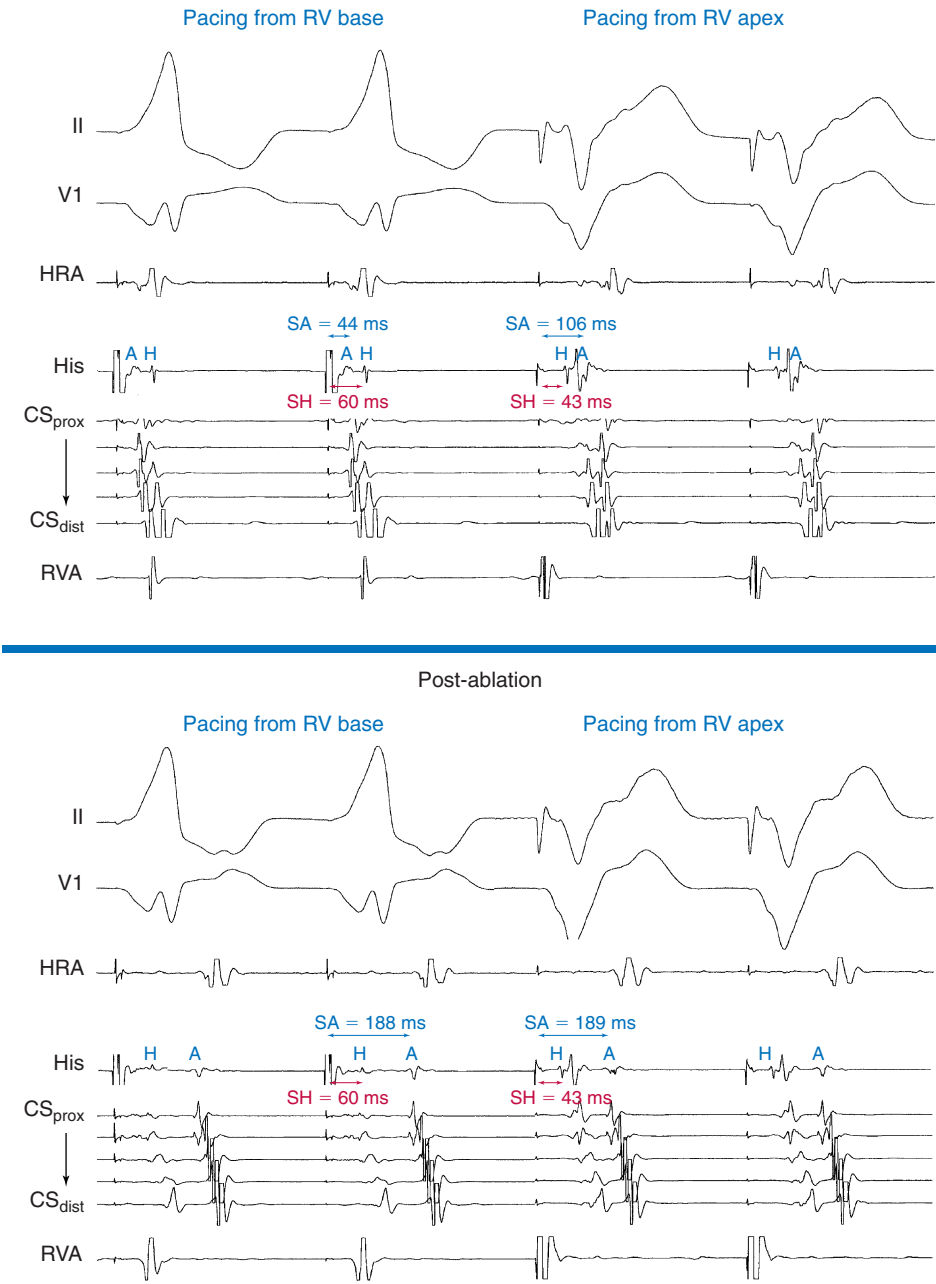 Pacing from RV base Pacing from RV apex
II
V1
HRA
SA = 44 ms SA = 106 ms
His A H A H H A H A
SH = 60 ms SH = 43 ms
CSprox
CSdist
RVA
Post-ablation
Pacing from RV base Pacing from RV apex
II
V1
HRA
SA = 188 ms SA = 189 ms
His H A H A H A H A
SH = 60 ms SH = 43 ms
CSprox
CSdist
RVA